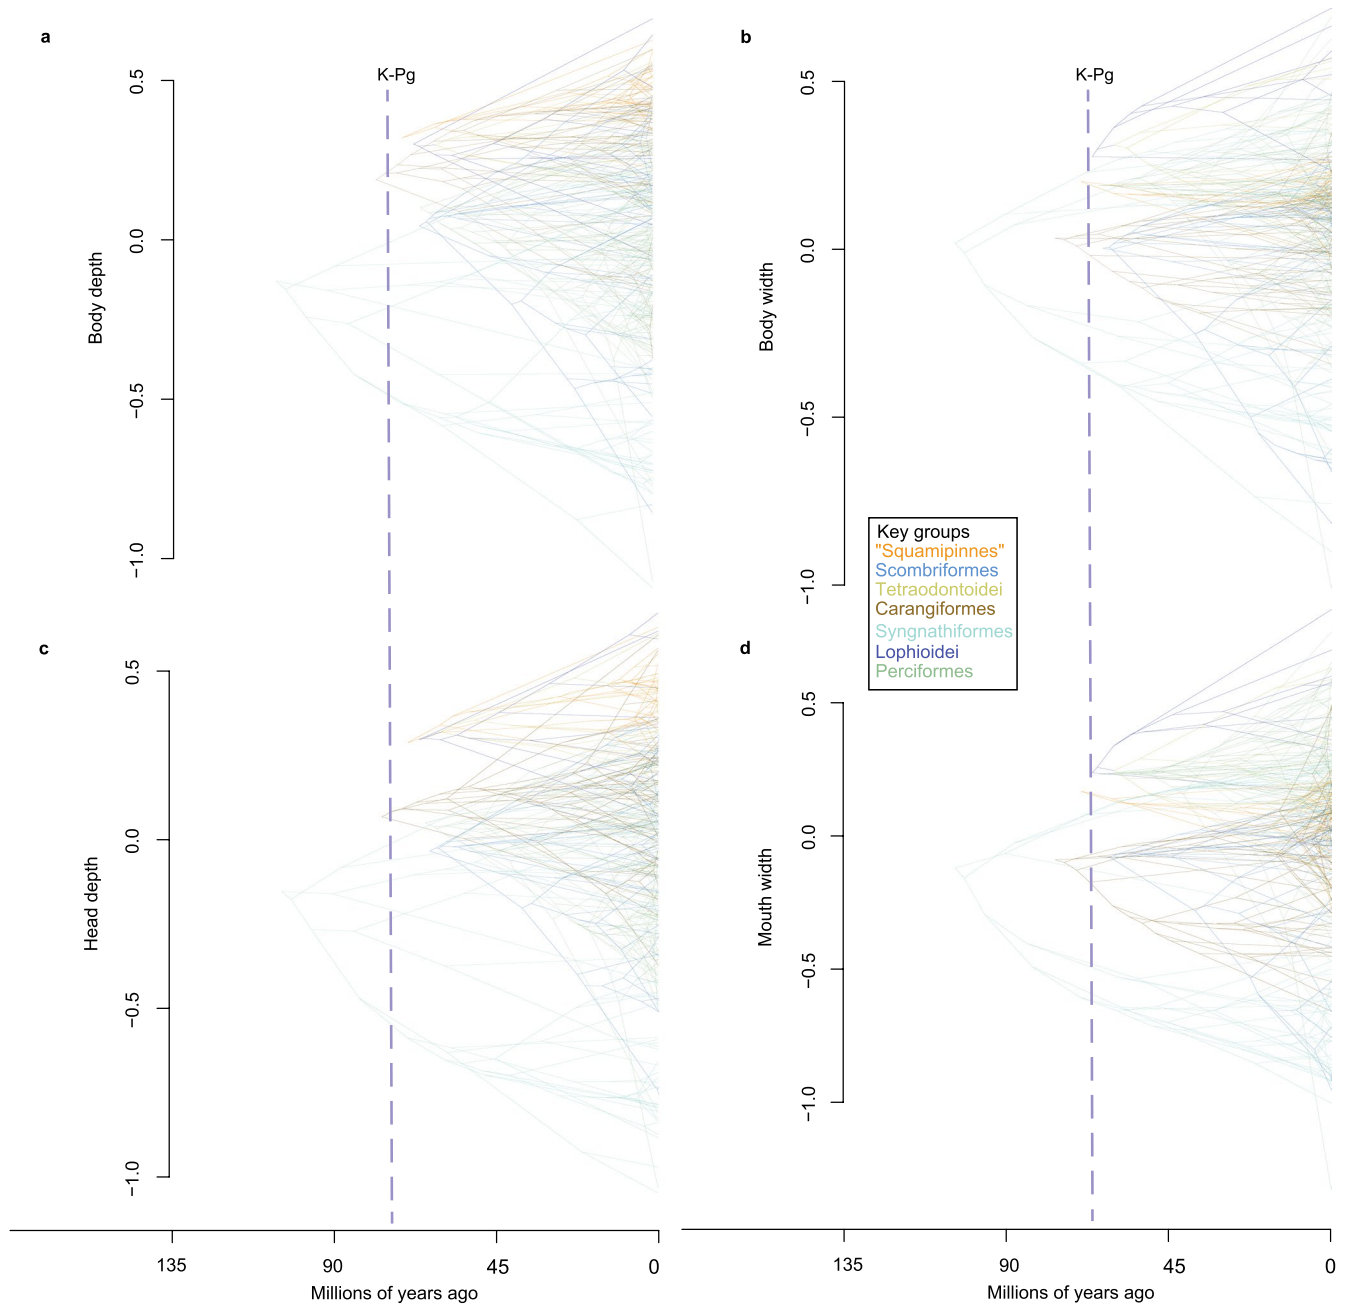 a
K-Pg
0.5
0.0
−0.5
−1.0
Body depth
b
K-Pg
0.5
0.0
−0.5
−1.0
Body width
Key groups
"Squamipinnes"
Scombriformes
Tetraodontoidei
Carangiformes
Syngnathiformes
Lophioidei
Perciformes
c
0.5
0.0
−0.5
−1.0
Head depth
d
0.5
0.0
−0.5
−1.0
Mouth width
135 90 45 0
Millions of years ago
135 90 45 0
Millions of years ago